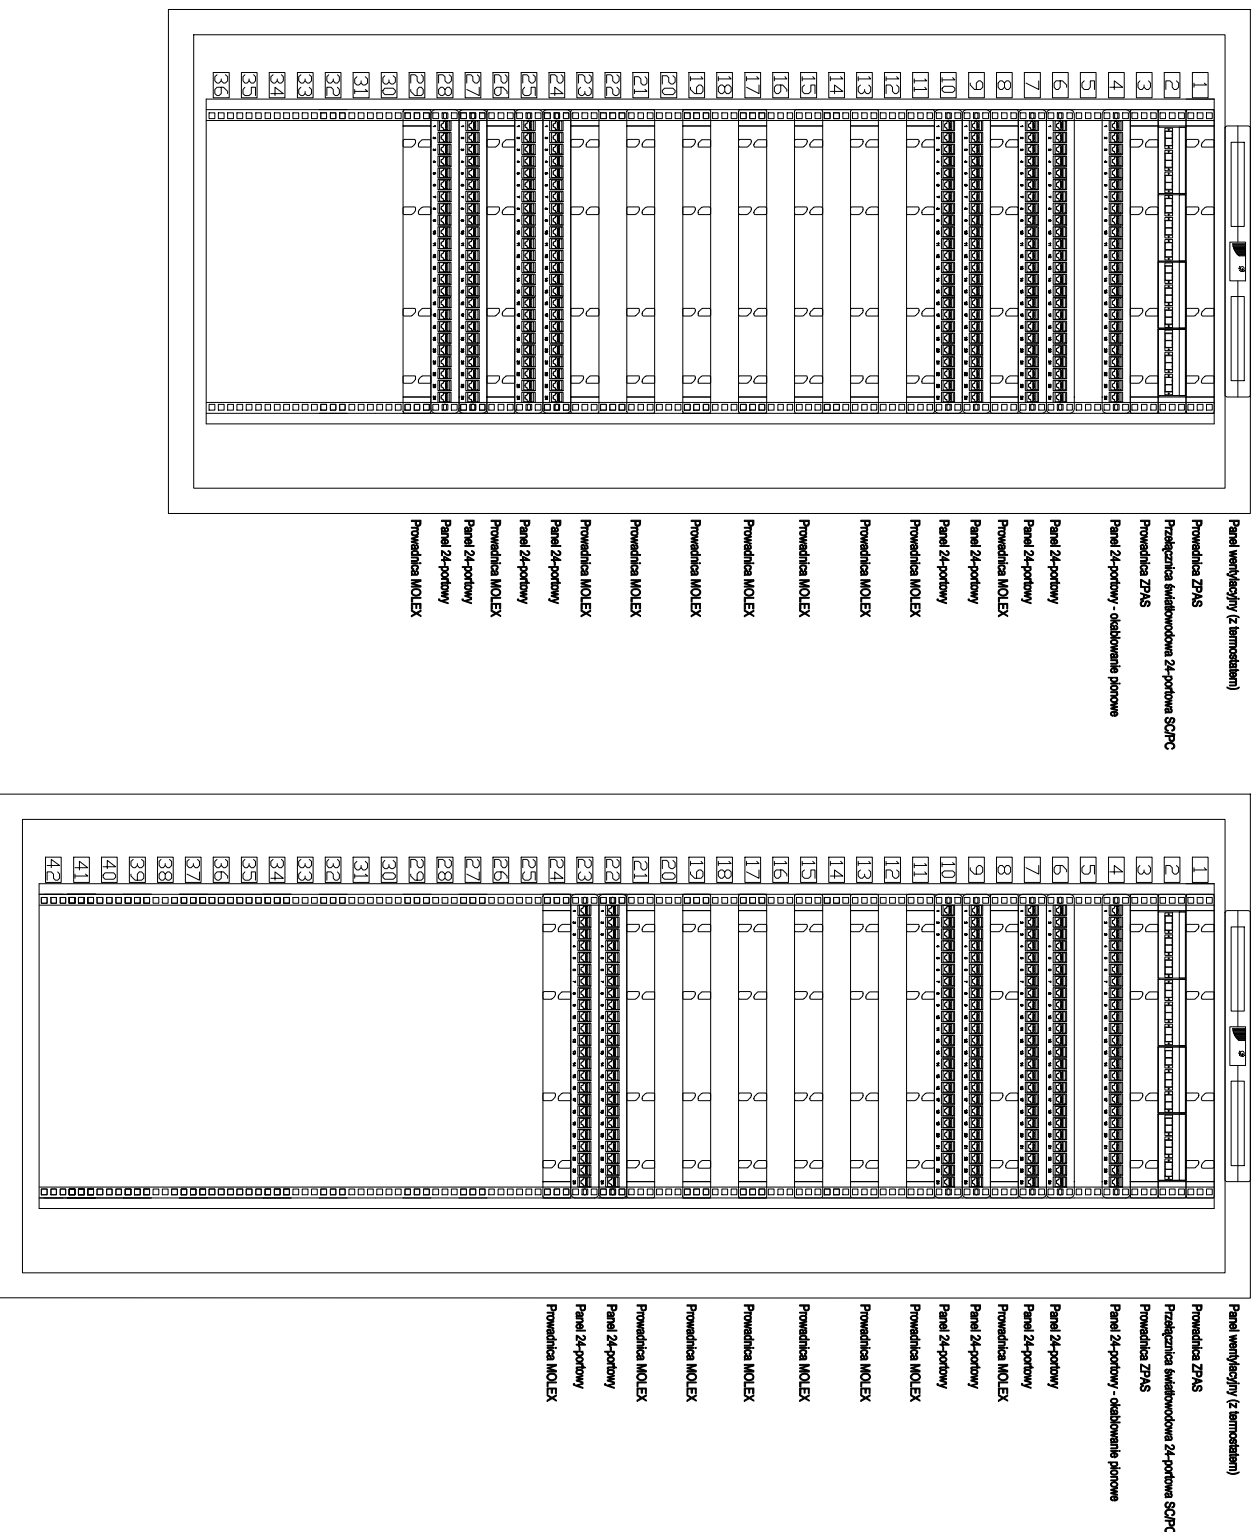 1
2
3
4
5
6
7
8
9
10
11
12
13
14
15
16
17
18
19
20
21
22
23
24
25
26
27
28
29
30
31
32
33
34
35
36
Panel wentylacyjny (z termostatem)
Prowadnica ZPAS
Przełącznica światłowodowa 24-portowa SC/PC
Prowadnica ZPAS
Panel 24-portowy - okablowanie pionowe
Panel 24-portowy
Panel 24-portowy
Prowadnica MOLEX
Panel 24-portowy
Panel 24-portowy
Prowadnica MOLEX
Prowadnica MOLEX
Prowadnica MOLEX
Prowadnica MOLEX
Prowadnica MOLEX
Prowadnica MOLEX
Prowadnica MOLEX
Panel 24-portowy
Panel 24-portowy
Prowadnica MOLEX
Panel 24-portowy
Panel 24-portowy
Prowadnica MOLEX
1
2
3
4
5
6
7
8
9
10
11
12
13
14
15
16
17
18
19
20
21
22
23
24
25
26
27
28
29
30
31
32
33
34
35
36
37
38
39
40
41
42
Panel wentylacyjny (z termostatem)
Prowadnica ZPAS
Przełącznica światłowodowa 24-portowa SC/PC
Prowadnica ZPAS
Panel 24-portowy - okablowanie pionowe
Panel 24-portowy
Panel 24-portowy
Prowadnica MOLEX
Panel 24-portowy
Panel 24-portowy
Prowadnica MOLEX
Prowadnica MOLEX
Prowadnica MOLEX
Prowadnica MOLEX
Prowadnica MOLEX
Prowadnica MOLEX
Panel 24-portowy
Panel 24-portowy
Prowadnica MOLEX